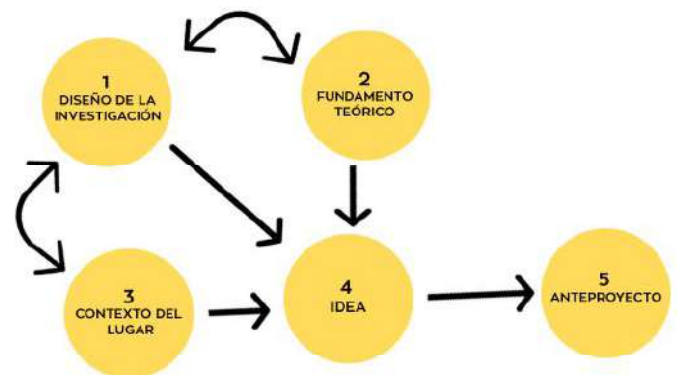 1
DISEÑO DE LA
INVESTIGACIÓN
2
FUNDAMENTO
TEÓRICO
3
CONTEXTO DEL
LUGAR
4
IDEA
5
ANTEPROYECTO